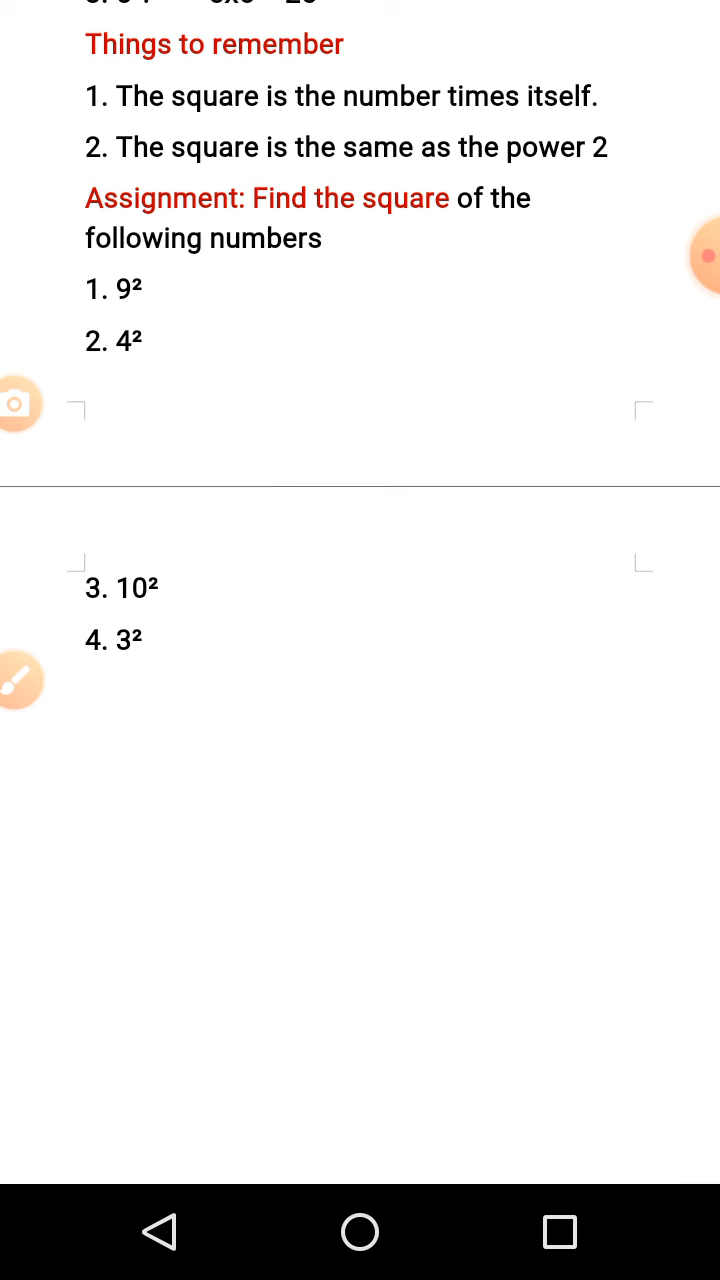 Things to remember
1. The square is the number times itself.
2. The square is the same as the power 2
Assignment: Find the square of the
following numbers
1. 9²
2. 4²
3. 10²
4. 3²